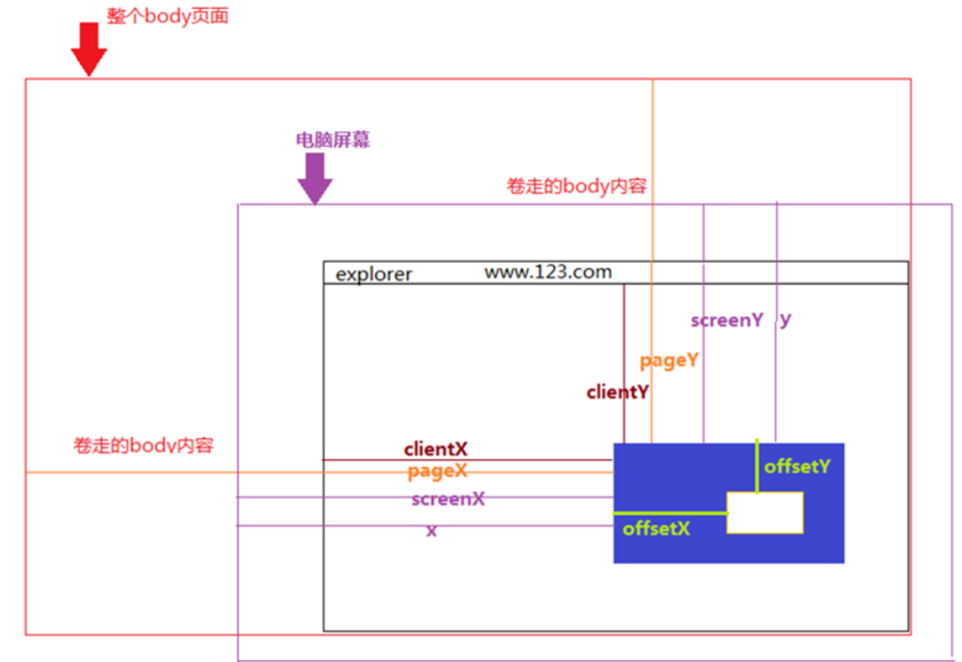 整个body页面
电脑屏幕
卷走的body内容
explorer
www.123.com
screenY
y
pageY
clientY
卷走的body内容
clientX
pageX
screenX
x
offsetY
offsetX